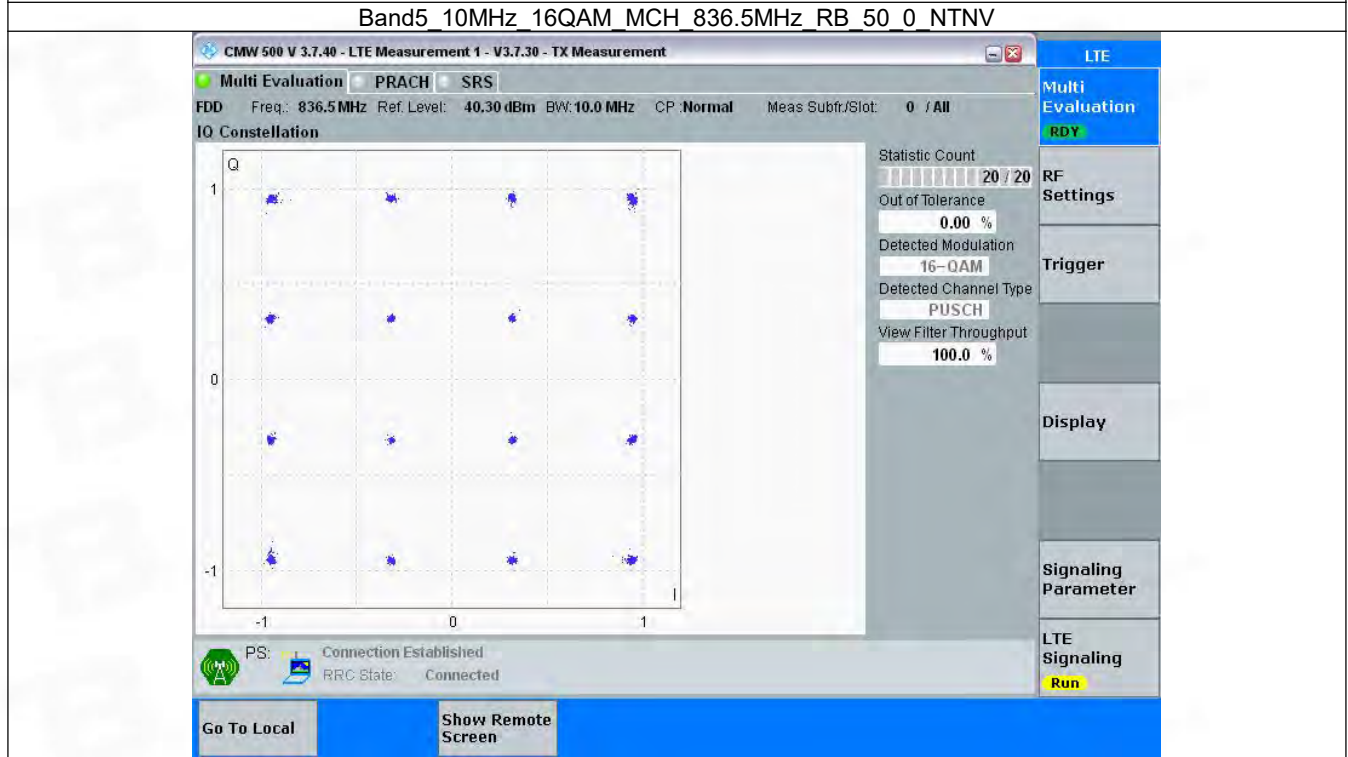 Band5_10MHz_16QAM_MCH_836.5MHz_RB_50_0_NTNV
CMW 500 V 3.7.40 - LTE Measurement 1 - V3.7.30 - TX Measurement
LTE
Multi Evaluation PRACH SRS
FDD Freq.: 836.5 MHz Ref. Level: 40.30 dBm BW: 10.0 MHz CP :Normal Meas Subfr./Slot: 0 / All
IQ Constellation
Q
1
0
-1
I
-1 0 1
Statistic Count
20 / 20
Out of Tolerance
0.00 %
Detected Modulation
16-QAM
Detected Channel Type
PUSCH
View Filter Throughput
100.0 %
Multi
Evaluation
RDY
RF
Settings
Trigger
Display
Signaling
Parameter
LTE
Signaling
Run
PS: Connection Established
RRC State: Connected
Go To Local
Show Remote
Screen